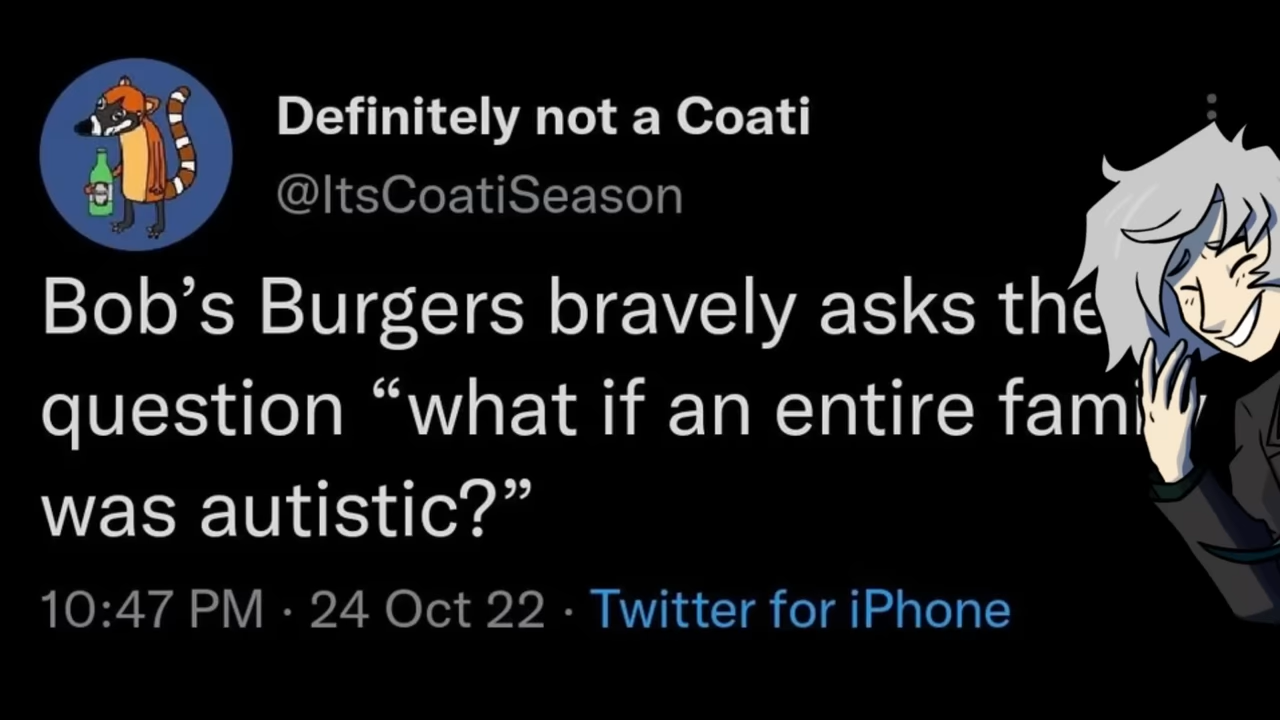 Definitely not a Coati
@ItsCoatiSeason
Bob’s Burgers bravely asks the
question “what if an entire family
was autistic?”
10:47 PM · 24 Oct 22 · Twitter for iPhone